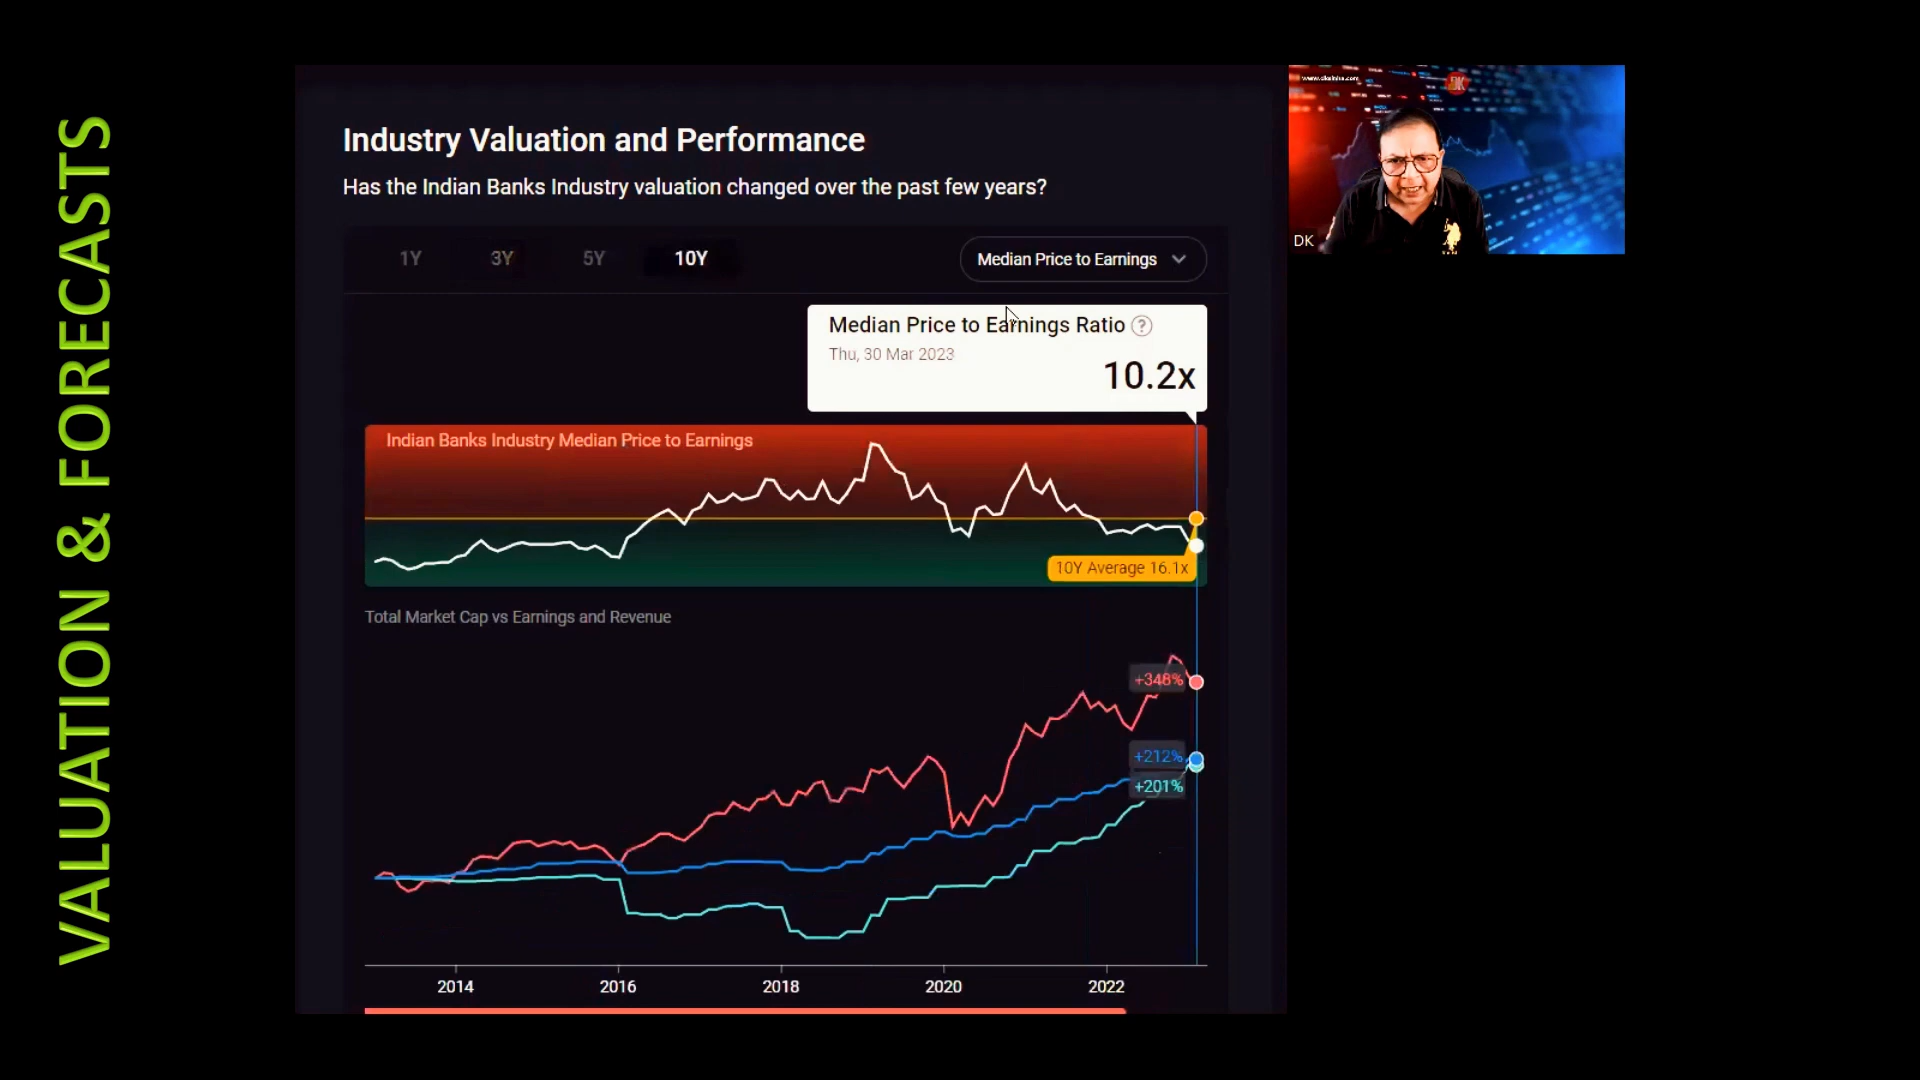 VALUATION & FORECASTS
Industry Valuation and Performance
Has the Indian Banks Industry valuation changed over the past few years?
1Y 3Y 5Y 10Y
Median Price to Earnings
Median Price to Earnings Ratio ?
Thu, 30 Mar 2023
10.2x
Indian Banks Industry Median Price to Earnings
10Y Average 16.1x
Total Market Cap vs Earnings and Revenue
+348%
+212%
+201%
2014 2016 2018 2020 2022
DK
DK